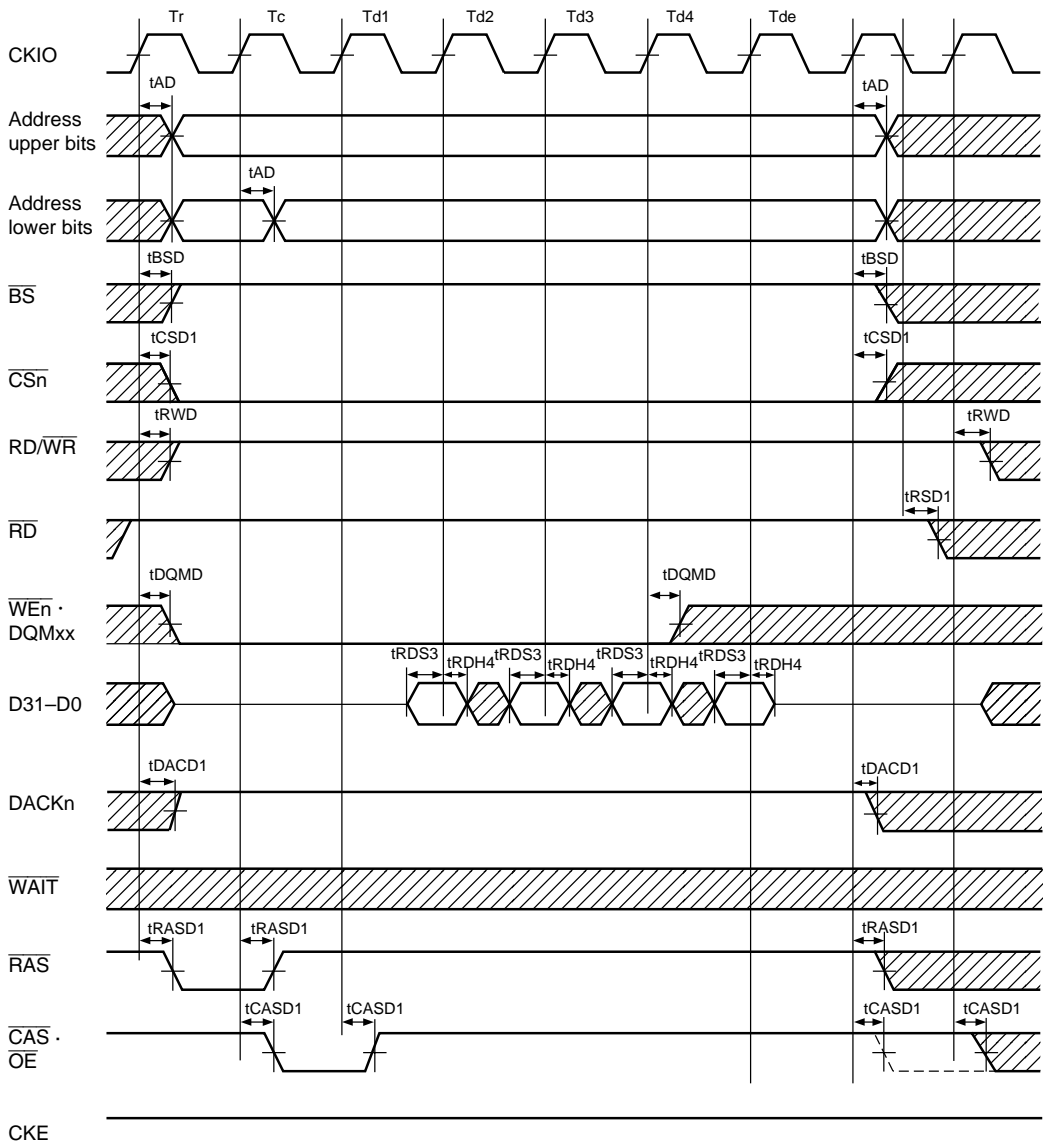 Tr Tc Td1 Td2 Td3 Td4 Tde
CKIO
tAD tAD
Address
upper bits
tAD
Address
lower bits
tBSD tBSD
BS
tCSD1 tCSD1
CSn
tRWD tRWD
RD/WR
tRSD1
RD
tDQMD tDQMD
WEn ·
DQMxx
tRDS3 tRDH4 tRDS3 tRDH4 tRDS3 tRDH4 tRDS3 tRDH4
D31–D0
tDACD1 tDACD1
DACKn
WAIT
tRASD1 tRASD1 tRASD1
RAS
tCASD1 tCASD1 tCASD1 tCASD1
CAS ·
OE
CKE